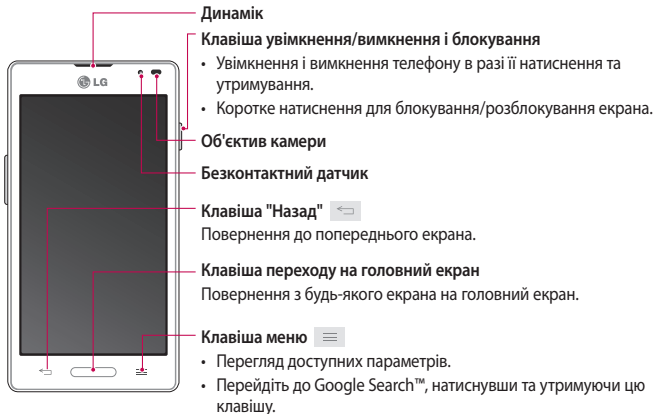 Динамік
Клавіша увімкнення/вимкнення і блокування
• Увімкнення і вимкнення телефону в разі її натиснення та
утримування.
• Коротке натиснення для блокування/розблокування екрана.
LG
Об'єктив камери
Безконтактний датчик
Клавіша "Назад"
Повернення до попереднього екрана.
Клавіша переходу на головний екран
Повернення з будь-якого екрана на головний екран.
Клавіша меню
• Перегляд доступних параметрів.
• Перейдіть до Google Search™, натиснувши та утримуючи цю
клавішу.